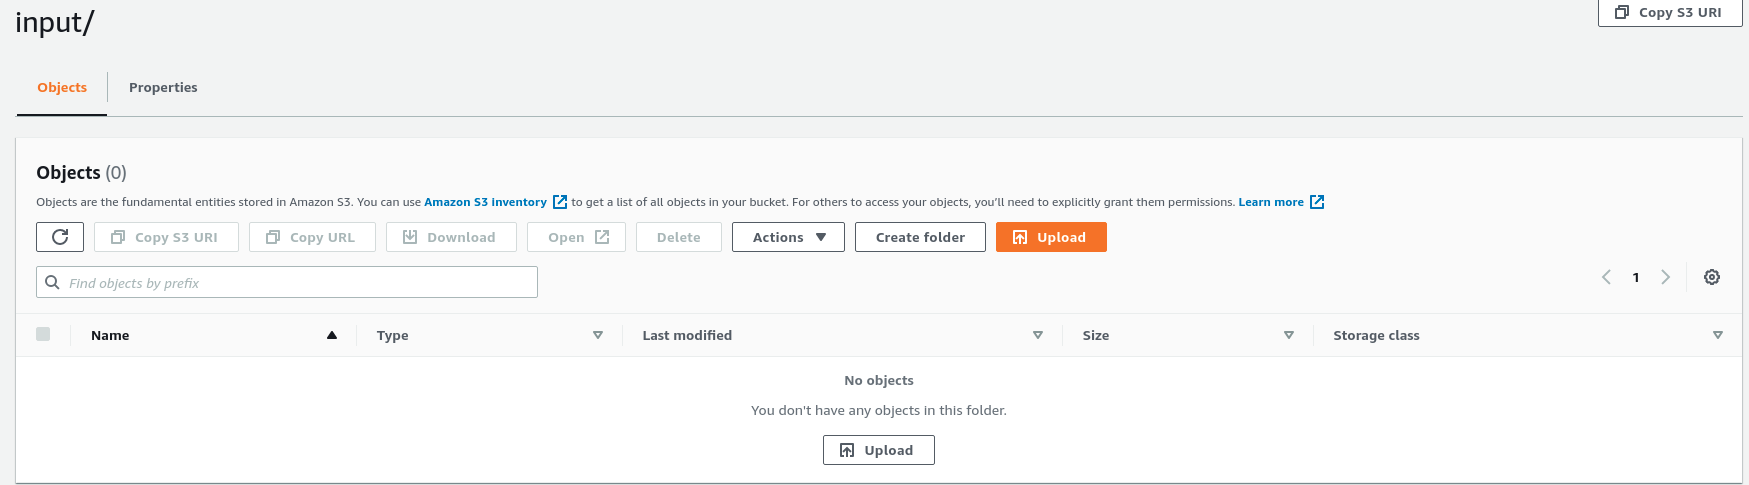 input/
Copy S3 URI
Objects Properties
Objects (0)
Objects are the fundamental entities stored in Amazon S3. You can use Amazon S3 inventory to get a list of all objects in your bucket. For others to access your objects, you'll need to explicitly grant them permissions. Learn more
Copy S3 URI Copy URL Download Open Delete Actions Create folder Upload
Find objects by prefix
1
Name Type Last modified Size Storage class
No objects
You don't have any objects in this folder.
Upload